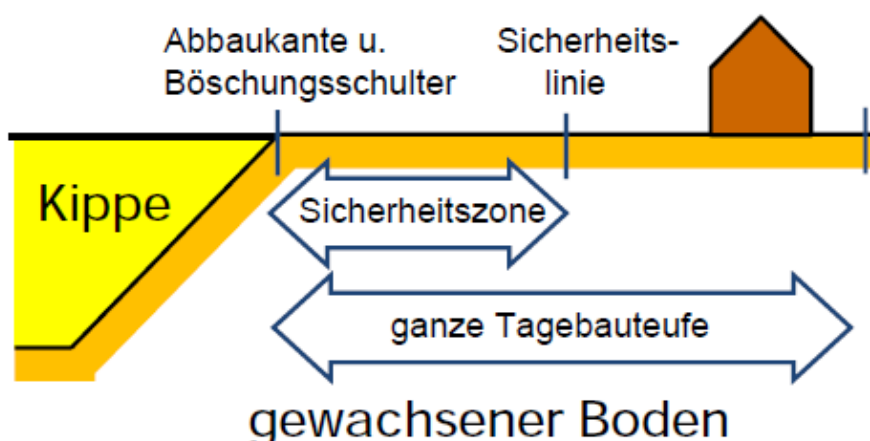 Abbaukante u.
Böschungsschulter
Sicherheits-
linie
Kippe
Sicherheitszone
ganze Tagebauteufe
gewachsener Boden